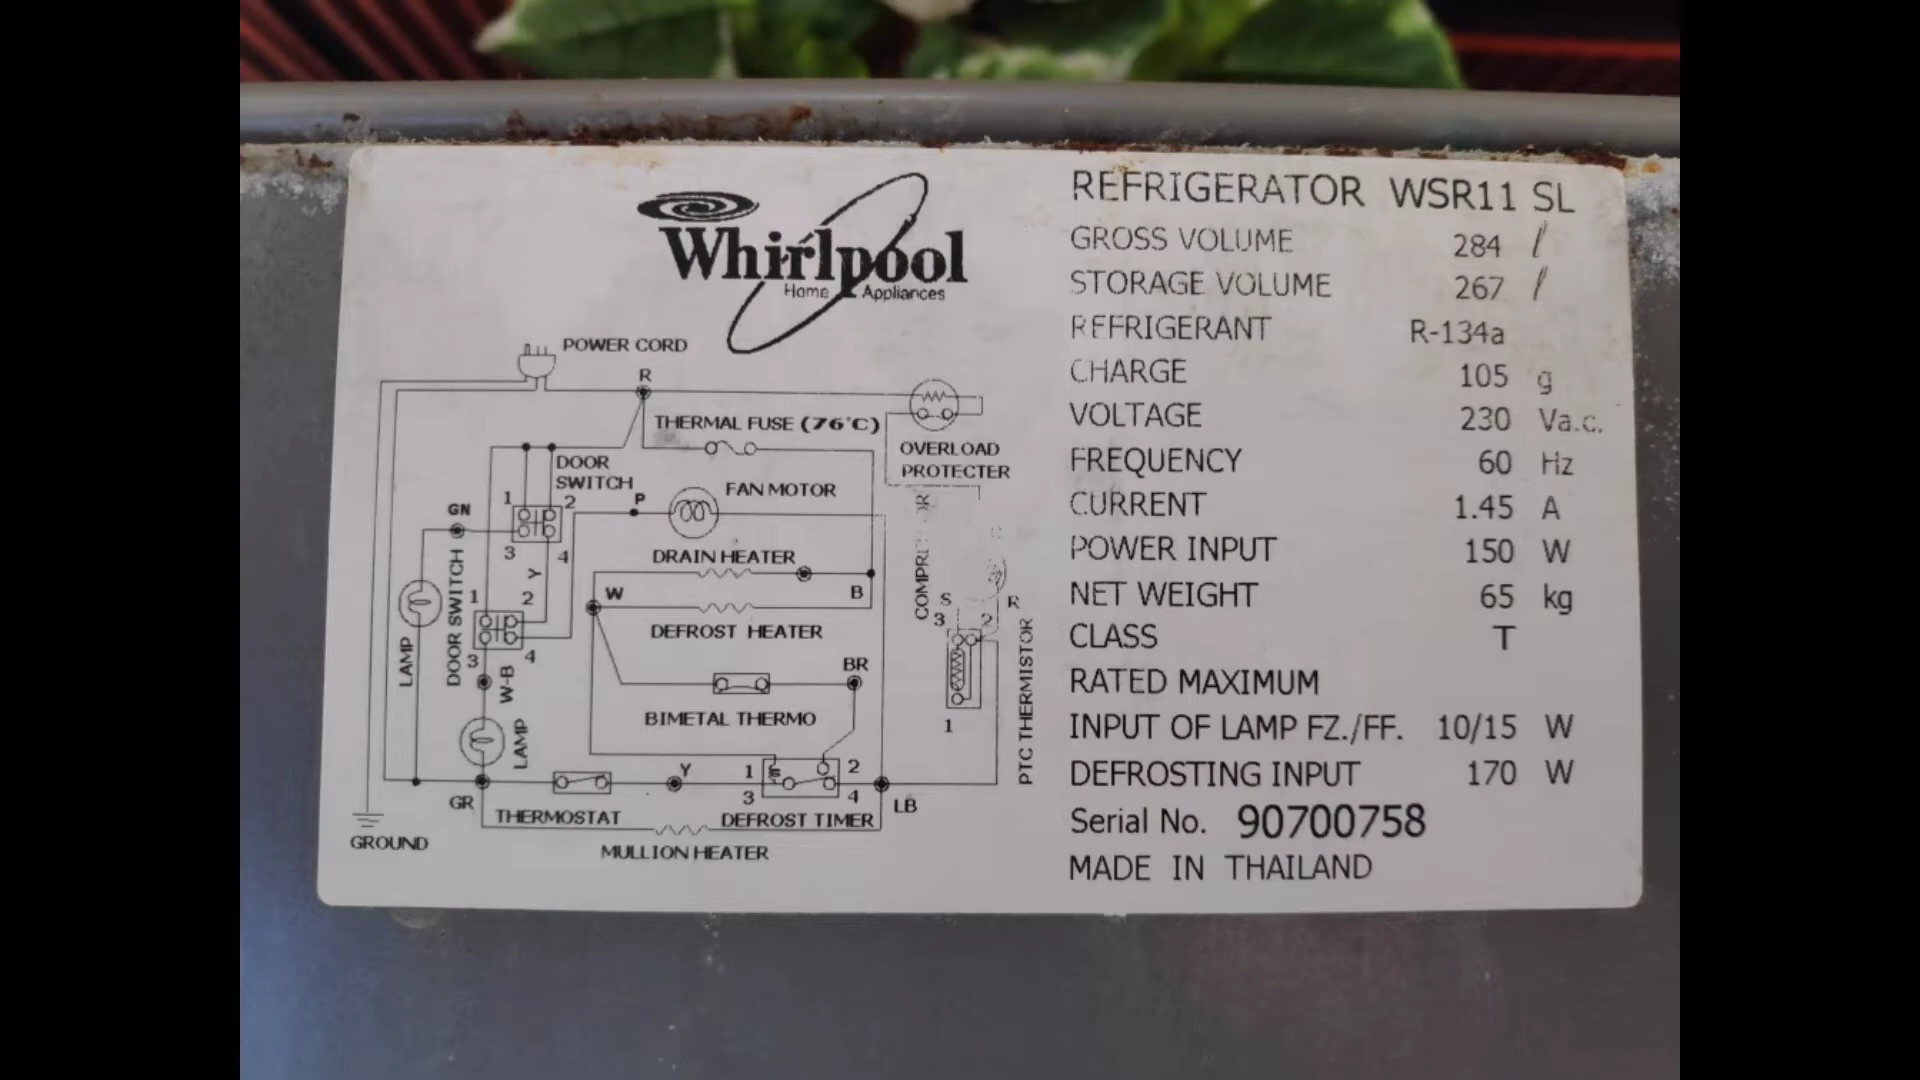 Whirlpool
Home Appliances
POWER CORD
R
THERMAL FUSE (76°C)
OVERLOAD
PROTECTER
DOOR
SWITCH
1
2
P
FAN MOTOR
GN
3
4
DRAIN HEATER
Y
W
B
DEFROST HEATER
LAMP
DOOR SWITCH
1
2
3
4
W-B
S
R
3
2
1
PTC THERMISTOR
BR
BIMETAL THERMO
LAMP
Y
1
2
3
4
GR
LB
THERMOSTAT
DEFROST TIMER
MULLION HEATER
GROUND
REFRIGERATOR WSR11 SL
GROSS VOLUME 284 l
STORAGE VOLUME 267 l
REFRIGERANT R-134a
CHARGE 105 g
VOLTAGE 230 Va.c.
FREQUENCY 60 Hz
CURRENT 1.45 A
POWER INPUT 150 W
NET WEIGHT 65 kg
CLASS T
RATED MAXIMUM
INPUT OF LAMP FZ./FF. 10/15 W
DEFROSTING INPUT 170 W
Serial No. 90700758
MADE IN THAILAND